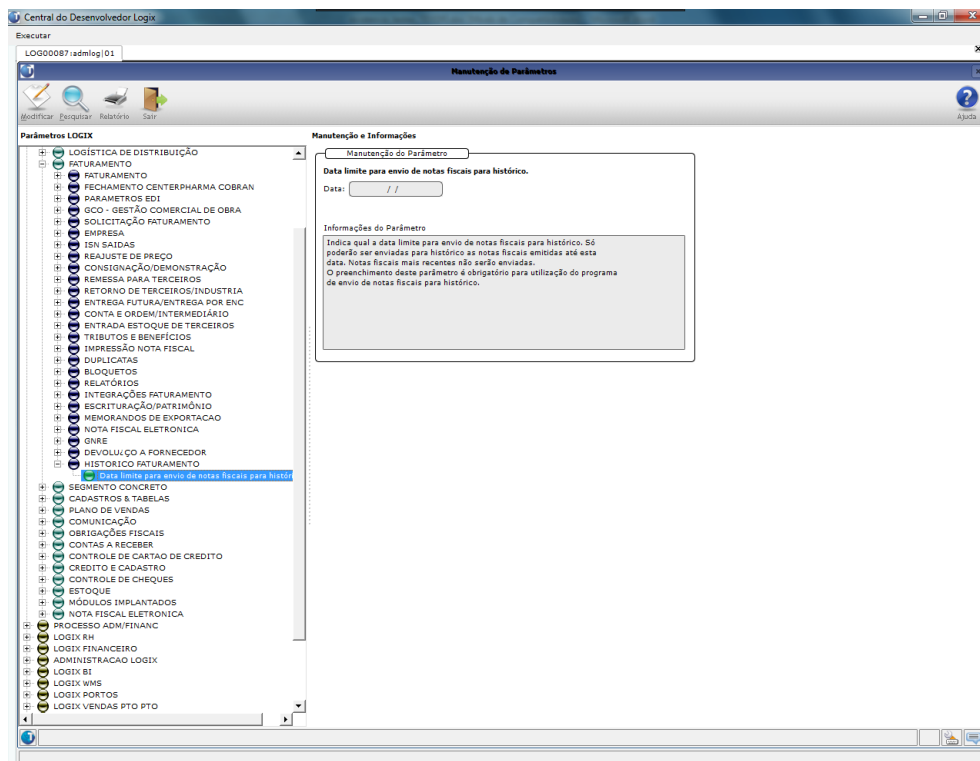 Central do Desenvolvedor Logix
Executar
LOG00087:admlog|01
Manutenção de Parâmetros
Modificar Pesquisar Relatório Sair Ajuda
Parâmetros LOGIX
LOGÍSTICA DE DISTRIBUIÇÃO
FATURAMENTO
FATURAMENTO
FECHAMENTO CENTERPHARMA COBRAN
PARAMETROS EDI
GCO - GESTÃO COMERCIAL DE OBRA
SOLICITAÇÃO FATURAMENTO
EMPRESA
ISN SAIDAS
REAJUSTE DE PREÇO
CONSIGNAÇÃO/DEMONSTRAÇÃO
REMESSA PARA TERCEIROS
RETORNO DE TERCEIROS/INDUSTRIA
ENTREGA FUTURA/ENTREGA POR ENC
CONTA E ORDEM/INTERMEDIÁRIO
ENTRADA ESTOQUE DE TERCEIROS
TRIBUTOS E BENEFÍCIOS
IMPRESSÃO NOTA FISCAL
DUPLICATAS
BLOQUETOS
RELATÓRIOS
INTEGRAÇÕES FATURAMENTO
ESCRITURAÇÃO/PATRIMÔNIO
MEMORANDOS DE EXPORTACAO
NOTA FISCAL ELETRONICA
GNRE
DEVOLU¿ÇO A FORNECEDOR
HISTORICO FATURAMENTO
Data limite para envio de notas fiscais para histór
SEGMENTO CONCRETO
CADASTROS & TABELAS
PLANO DE VENDAS
COMUNICAÇÃO
OBRIGAÇÕES FISCAIS
CONTAS A RECEBER
CONTROLE DE CARTAO DE CREDITO
CREDITO E CADASTRO
CONTROLE DE CHEQUES
ESTOQUE
MÓDULOS IMPLANTADOS
NOTA FISCAL ELETRONICA
PROCESSO ADM/FINANC
LOGIX RH
LOGIX FINANCEIRO
ADMINISTRACAO LOGIX
LOGIX BI
LOGIX WMS
LOGIX PORTOS
LOGIX VENDAS PTO PTO
Manutenção e Informações
Manutenção do Parâmetro
Data limite para envio de notas fiscais para histórico.
Data: / /
Informações do Parâmetro
Indica qual a data limite para envio de notas fiscais para histórico. Só
poderão ser enviadas para histórico as notas fiscais emitidas até esta
data. Notas fiscais mais recentes não serão enviadas.
O preenchimento deste parâmetro é obrigatório para utilização do programa
de envio de notas fiscais para histórico.